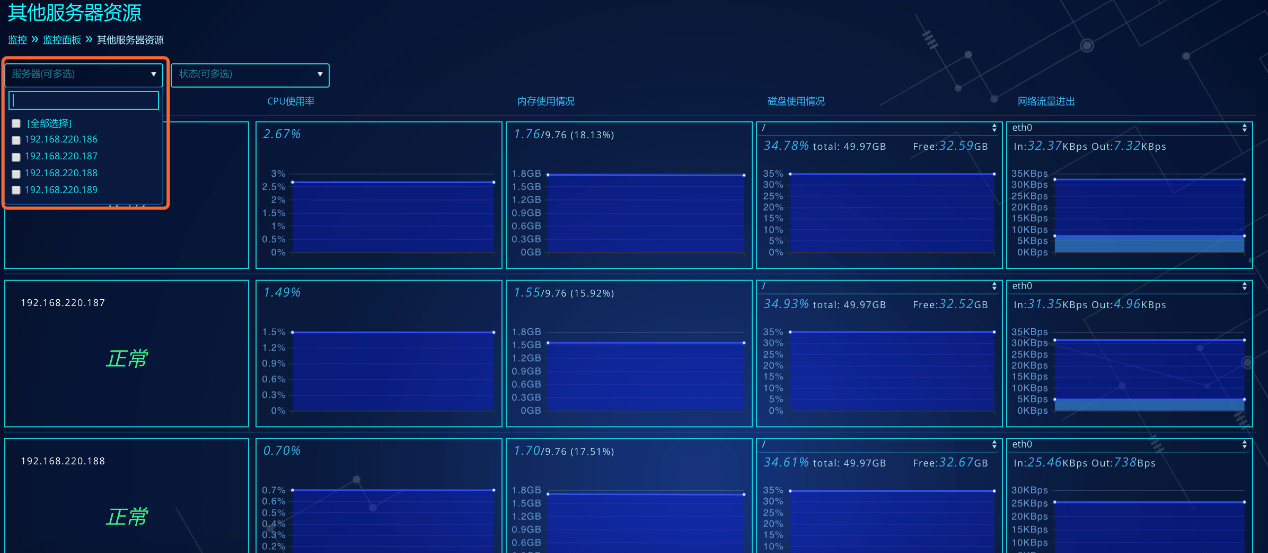 其他服务器资源
监控 » 监控面板 » 其他服务器资源
服务器(可多选) 状态(可多选)
[全部选择]
192.168.220.186
192.168.220.187
192.168.220.188
192.168.220.189
CPU使用率 内存使用情况 磁盘使用情况 网络流量进出
2.67%
3%
2.5%
2%
1.5%
1%
0.5%
0%
1.76/9.76 (18.13%)
1.8GB
1.5GB
1.2GB
0.9GB
0.6GB
0.3GB
0GB
/
34.78% total: 49.97GB Free:32.59GB
35%
30%
25%
20%
15%
10%
5%
0%
eth0
In:32.37KBps Out:7.32KBps
35KBps
30KBps
25KBps
20KBps
15KBps
10KBps
5KBps
0KBps
192.168.220.187
正常
1.49%
1.5%
1.2%
0.9%
0.6%
0.3%
0%
1.55/9.76 (15.92%)
1.8GB
1.5GB
1.2GB
0.9GB
0.6GB
0.3GB
0GB
/
34.93% total: 49.97GB Free:32.52GB
35%
30%
25%
20%
15%
10%
5%
0%
eth0
In:31.35KBps Out:4.96KBps
35KBps
30KBps
25KBps
20KBps
15KBps
10KBps
5KBps
0KBps
192.168.220.188
正常
0.70%
0.7%
0.6%
0.5%
0.4%
0.3%
0.2%
1.70/9.76 (17.51%)
1.8GB
1.5GB
1.2GB
0.9GB
0.6GB
/
34.61% total: 49.97GB Free:32.67GB
35%
30%
25%
20%
15%
10%
eth0
In:25.46KBps Out:738Bps
30KBps
25KBps
20KBps
15KBps
10KBps